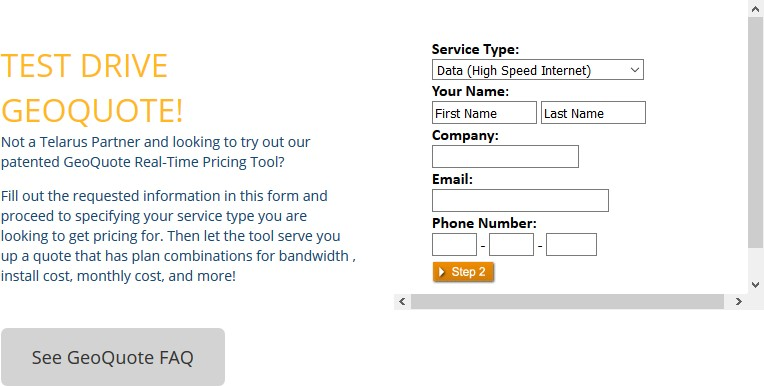 TEST DRIVE
GEOQUOTE!
Not a Telarus Partner and looking to try out our
patented GeoQuote Real-Time Pricing Tool?
Fill out the requested information in this form and
proceed to specifying your service type you are
looking to get pricing for. Then let the tool serve you
up a quote that has plan combinations for bandwidth ,
install cost, monthly cost, and more!
See GeoQuote FAQ
Service Type:
Data (High Speed Internet)
Your Name:
First Name Last Name
Company:
Email:
Phone Number:
- -
Step 2